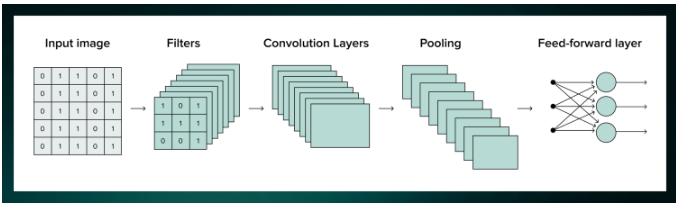 Input image
Filters
Convolution Layers
Pooling
Feed-forward layer
0 1 1 0 1
0 1 1 0 1
0 1 1 0 1
0 1 1 0 1
0 1 1 0 1
1 0 1
1 1 1
0 0 1